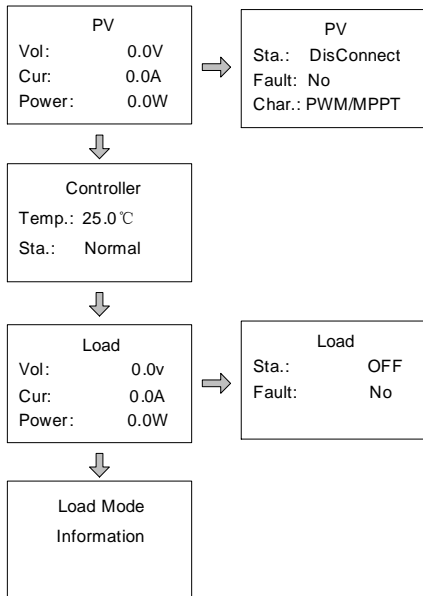 PV
Vol: 0.0V
Cur: 0.0A
Power: 0.0W
PV
Sta.: DisConnect
Fault: No
Char.: PWM/MPPT
Controller
Temp.: 25.0℃
Sta.: Normal
Load
Vol: 0.0v
Cur: 0.0A
Power: 0.0W
Load
Sta.: OFF
Fault: No
Load Mode
Information